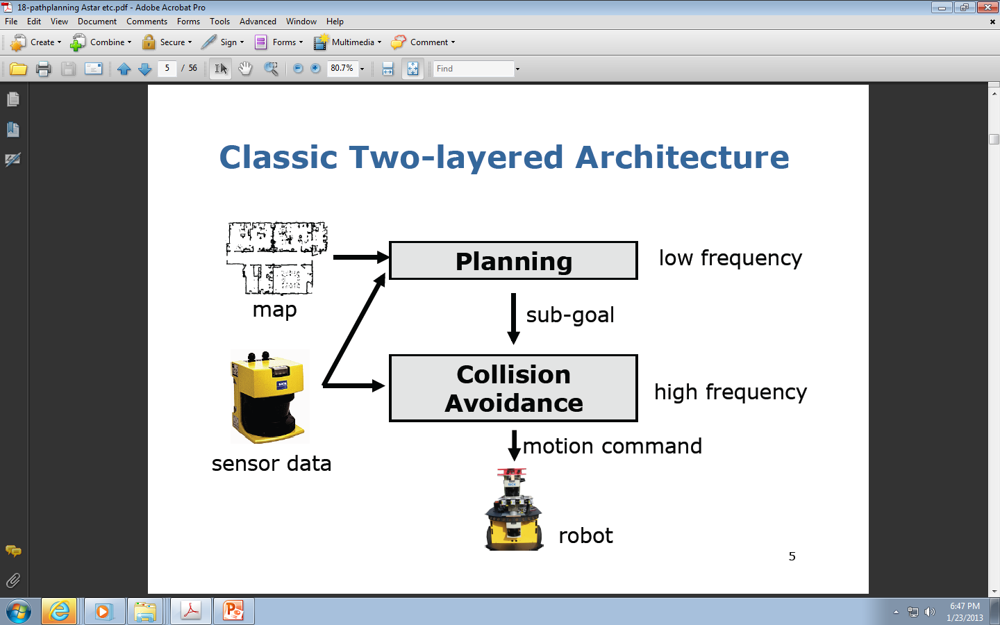 18-pathplanning Astar etc.pdf - Adobe Acrobat Pro
File Edit View Document Comments Forms Tools Advanced Window Help
Create Combine Secure Sign Forms Multimedia Comment
5 / 56 80.7% Find
Classic Two-layered Architecture
Planning
low frequency
map
sub-goal
SICK
Collision
Avoidance
high frequency
motion command
sensor data
SICK
robot
5
6:47 PM
1/23/2013